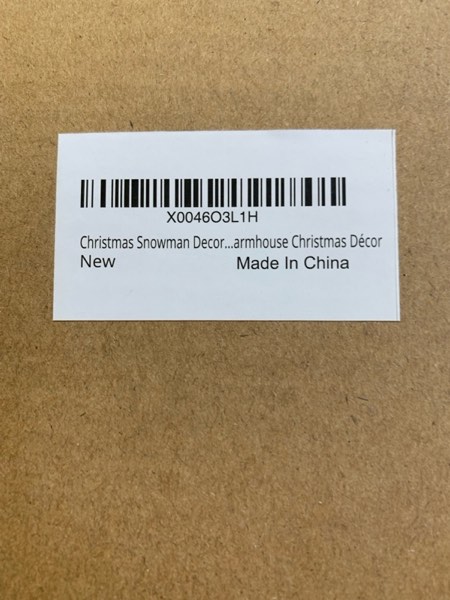 X0046O3L1H
Christmas Snowman Decor...armhouse Christmas Décor
New Made In China